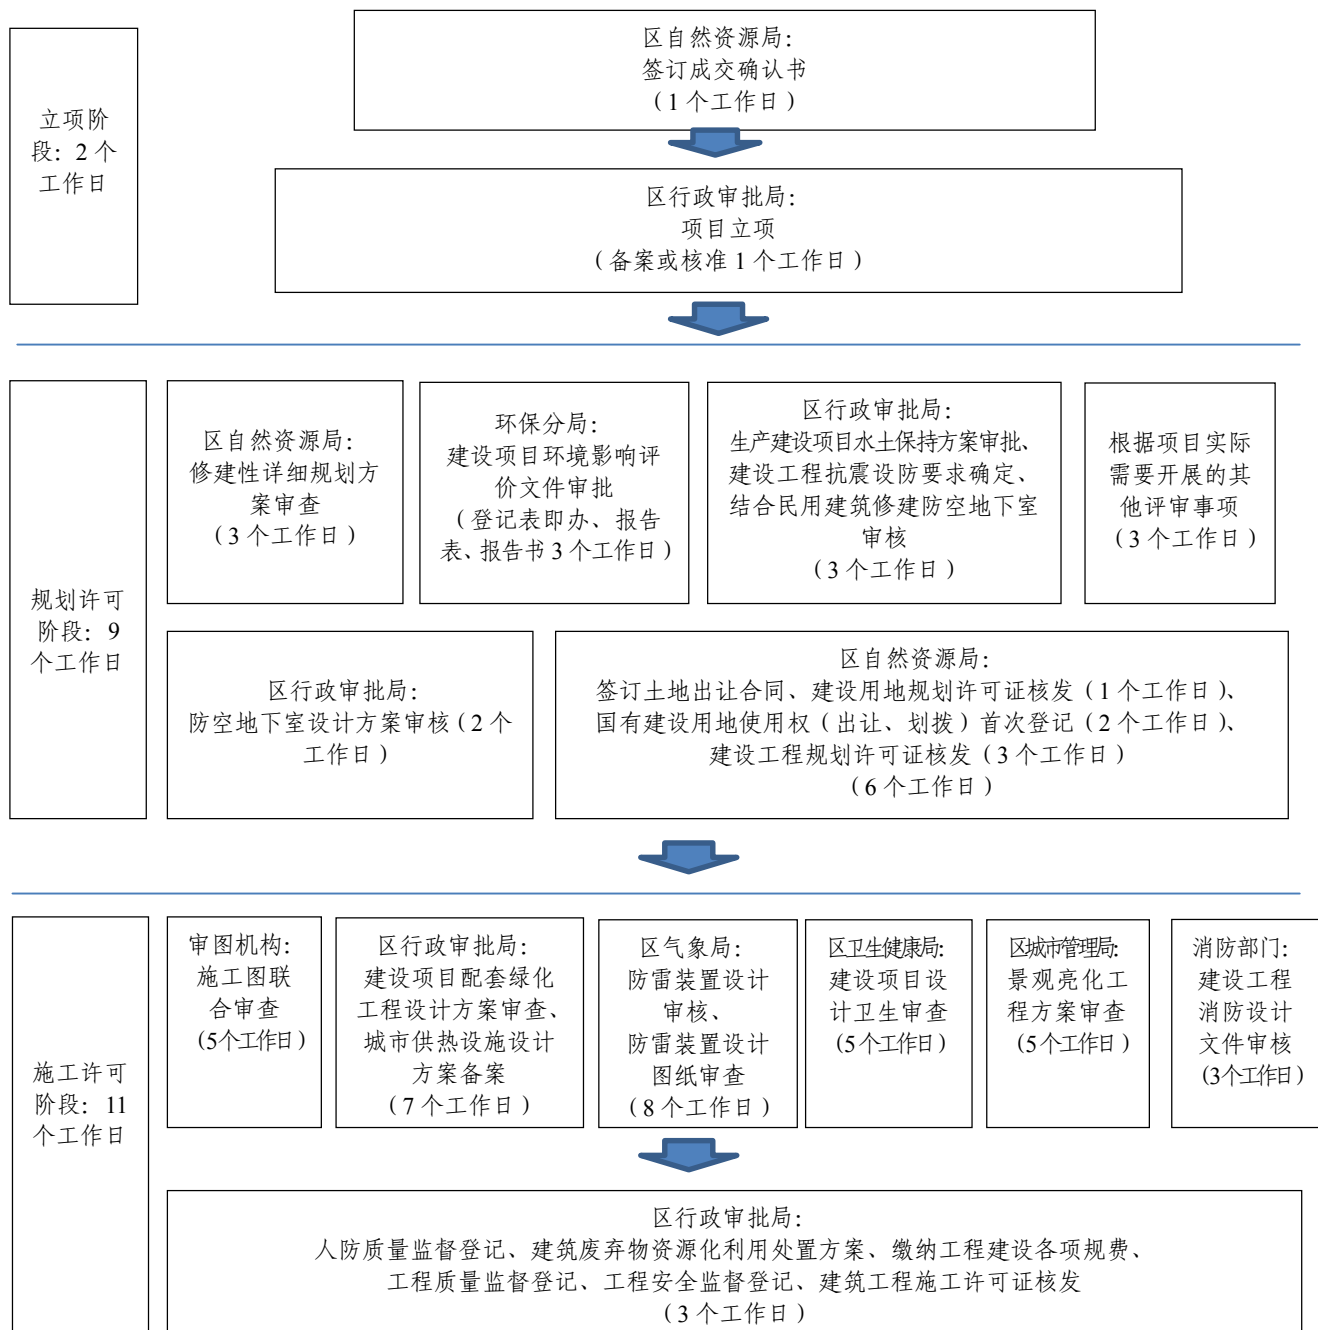 立项阶
段：2 个
工作日
区自然资源局：
签订成交确认书
（1 个工作日）
区行政审批局：
项目立项
（备案或核准 1 个工作日）
规划许可
阶段：9
个工作日
区自然资源局：
修建性详细规划方
案审查
（3 个工作日）
环保分局：
建设项目环境影响评
价文件审批
（登记表即办、报告
表、报告书 3 个工作日）
区行政审批局：
生产建设项目水土保持方案审批、
建设工程抗震设防要求确定、
结合民用建筑修建防空地下室
审核
（3 个工作日）
根据项目实际
需要开展的其
他评审事项
（3 个工作日）
区行政审批局：
防空地下室设计方案审核（2 个
工作日）
区自然资源局：
签订土地出让合同、建设用地规划许可证核发（1 个工作日）、
国有建设用地使用权（出让、划拨）首次登记（2 个工作日）、
建设工程规划许可证核发（3 个工作日）
（6 个工作日）
施工许可
阶段：11
个工作日
审图机构：
施工图联
合审查
（5个工作日）
区行政审批局：
建设项目配套绿化
工程设计方案审查、
城市供热设施设计
方案备案
（7 个工作日）
区气象局：
防雷装置设计
审核、
防雷装置设计
图纸审查
（8 个工作日）
区卫生健康局：
建设项目设
计卫生审查
（5个工作日）
区城市管理局：
景观亮化工
程方案审查
（5个工作日）
消防部门：
建设工程
消防设计
文件审核
（3个工作日）
区行政审批局：
人防质量监督登记、建筑废弃物资源化利用处置方案、缴纳工程建设各项规费、
工程质量监督登记、工程安全监督登记、建筑工程施工许可证核发
（3 个工作日）